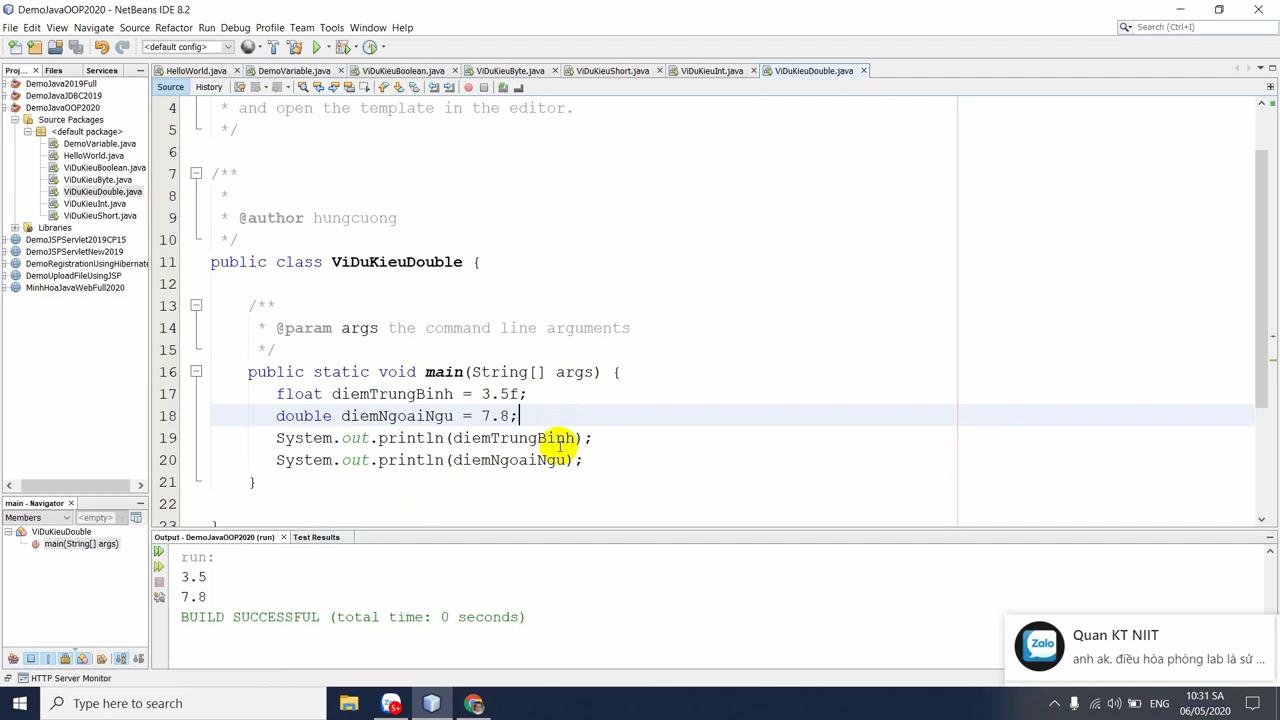 DemoJavaOOP2020 - NetBeans IDE 8.2
File Edit View Navigate Source Refactor Run Debug Profile Team Tools Window Help
Search (Ctrl+I)
<default config>
Proj... Files Services
HelloWorld.java DemoVariable.java ViDuKieuBoolean.java ViDuKieuByte.java ViDuKieuShort.java ViDuKieuInt.java ViDuKieuDouble.java
Source History
DemoJava2019Full
DemoJavaJDBC2019
DemoJavaOOP2020
Source Packages
<default package>
DemoVariable.java
HelloWorld.java
ViDuKieuBoolean.java
ViDuKieuByte.java
ViDuKieuDouble.java
ViDuKieuInt.java
ViDuKieuShort.java
Libraries
DemoJSPServlet2019CP15
DemoJSPServletNew2019
DemoRegistrationUsingHibernate
DemoUploadFileUsingJSP
MinhHoaJavaWebFull2020
4 * and open the template in the editor.
5 */
6
7 /**
8 *
9 * @author hungcuong
10 */
11 public class ViDuKieuDouble {
12
13 /**
14 * @param args the command line arguments
15 */
16 public static void main(String[] args) {
17 float diemTrungBinh = 3.5f;
18 double diemNgoaiNgu = 7.8;
19 System.out.println(diemTrungBinh);
20 System.out.println(diemNgoaiNgu);
21 }
22
23 }
main - Navigator
Members <empty>
ViDuKieuDouble
main(String[] args)
Output - DemoJavaOOP2020 (run) Test Results
run:
3.5
7.8
BUILD SUCCESSFUL (total time: 0 seconds)
Zalo
Quan KT NIIT
anh ak. điều hòa phòng lab là sử ...
HTTP Server Monitor
Type here to search
5+
ENG
10:31 SA
06/05/2020